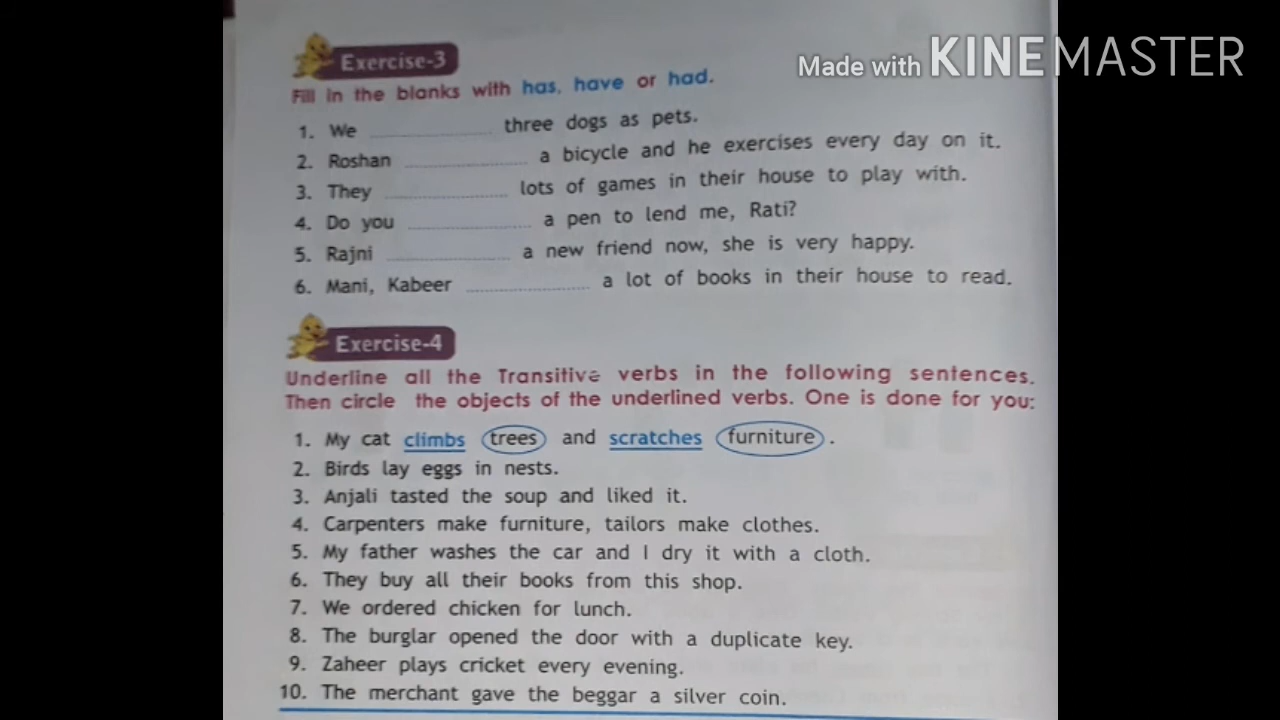 Made with KINEMASTER
Exercise-3
Fill in the blanks with has, have or had.
1. We ............ three dogs as pets.
2. Roshan ............ a bicycle and he exercises every day on it.
3. They ............ lots of games in their house to play with.
4. Do you ............ a pen to lend me, Rati?
5. Rajni ............ a new friend now, she is very happy.
6. Mani, Kabeer ............ a lot of books in their house to read.
Exercise-4
Underline all the Transitive verbs in the following sentences.
Then circle the objects of the underlined verbs. One is done for you:
1. My cat climbs trees and scratches furniture.
2. Birds lay eggs in nests.
3. Anjali tasted the soup and liked it.
4. Carpenters make furniture, tailors make clothes.
5. My father washes the car and I dry it with a cloth.
6. They buy all their books from this shop.
7. We ordered chicken for lunch.
8. The burglar opened the door with a duplicate key.
9. Zaheer plays cricket every evening.
10. The merchant gave the beggar a silver coin.